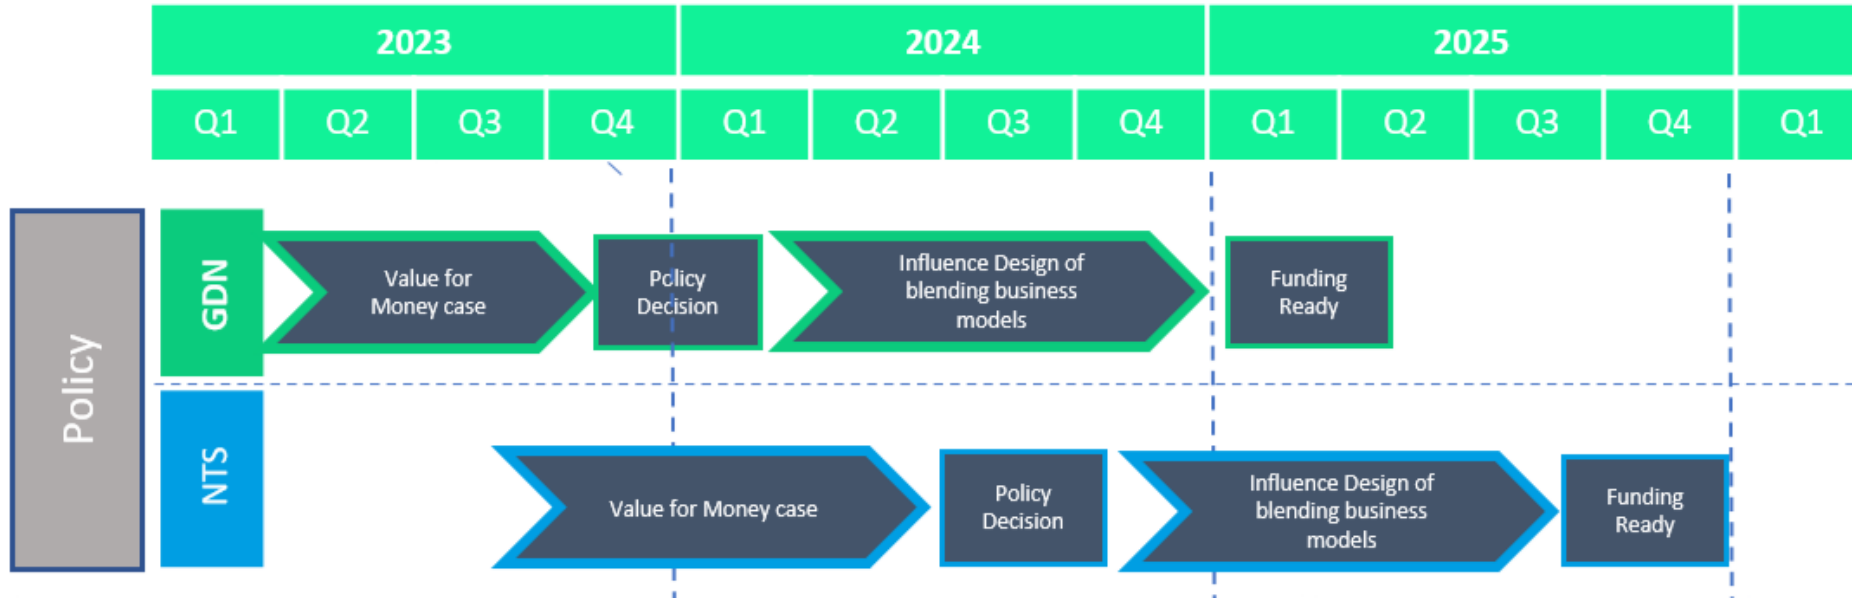 2023 2024 2025
Q1 Q2 Q3 Q4 Q1 Q2 Q3 Q4 Q1 Q2 Q3 Q4 Q1
Policy
GDN
Value for
Money case
Policy
Decision
Influence Design of
blending business
models
Funding
Ready
NTS
Value for Money case
Policy
Decision
Influence Design of
blending business
models
Funding
Ready